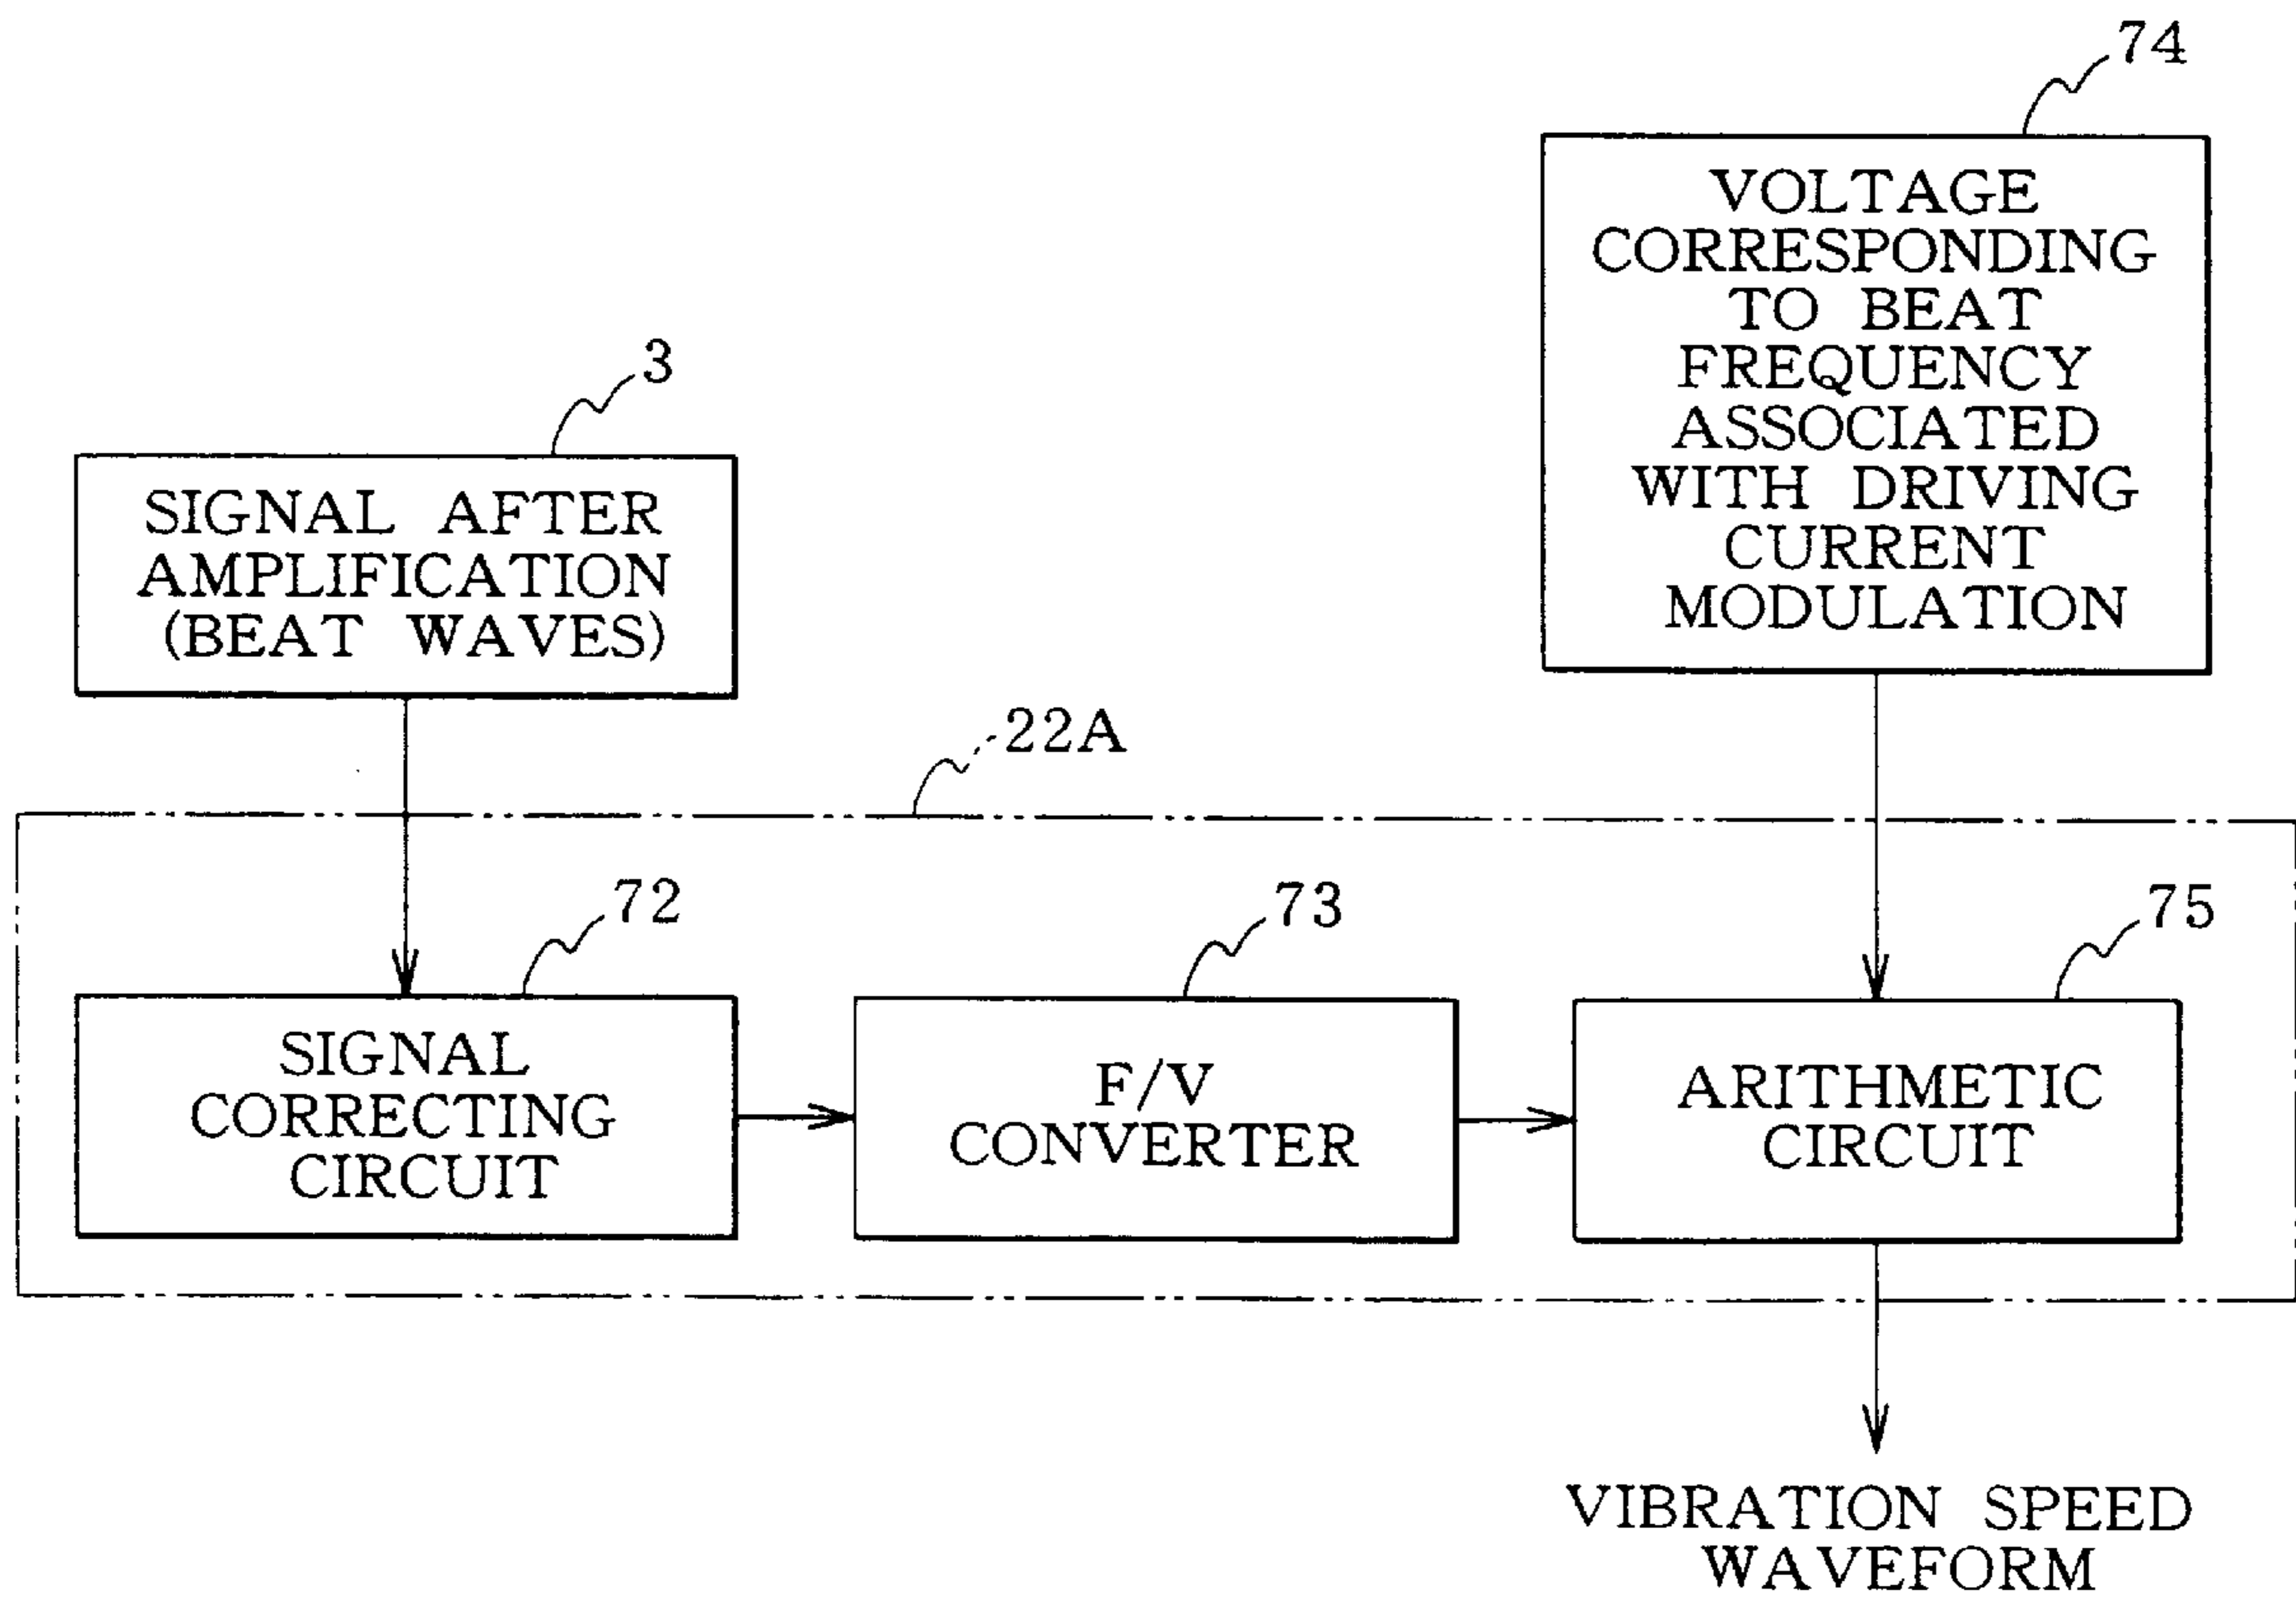 74
VOLTAGE
CORRESPONDING
TO BEAT
FREQUENCY
ASSOCIATED
WITH DRIVING
CURRENT
MODULATION
3
SIGNAL AFTER
AMPLIFICATION
(BEAT WAVES)
22A
72
SIGNAL
CORRECTING
CIRCUIT
73
F/V
CONVERTER
75
ARITHMETIC
CIRCUIT
VIBRATION SPEED
WAVEFORM